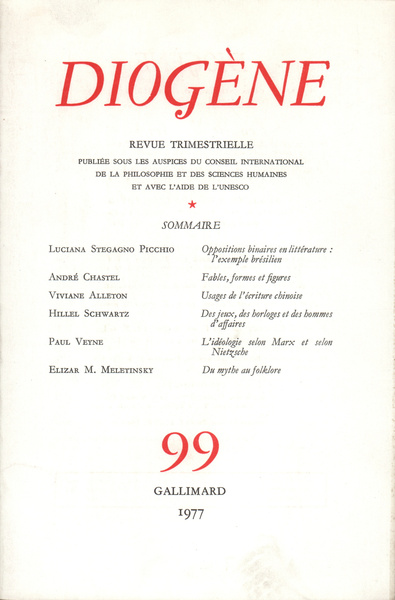 DIOGÈNE
REVUE TRIMESTRIELLE
PUBLIÉE SOUS LES AUSPICES DU CONSEIL INTERNATIONAL
DE LA PHILOSOPHIE ET DES SCIENCES HUMAINES
ET AVEC L'AIDE DE L'UNESCO
★
SOMMAIRE
LUCIANA STEGAGNO PICCHIO Oppositions binaires en littérature :
l'exemple brésilien
ANDRÉ CHASTEL Fables, formes et figures
VIVIANE ALLETON Usages de l'écriture chinoise
HILLEL SCHWARTZ Des jeux, des horloges et des hommes
d'affaires
PAUL VEYNE L'idéologie selon Marx et selon
Nietzsche
ELIZAR M. MELETINSKY Du mythe au folklore
99
GALLIMARD
1977